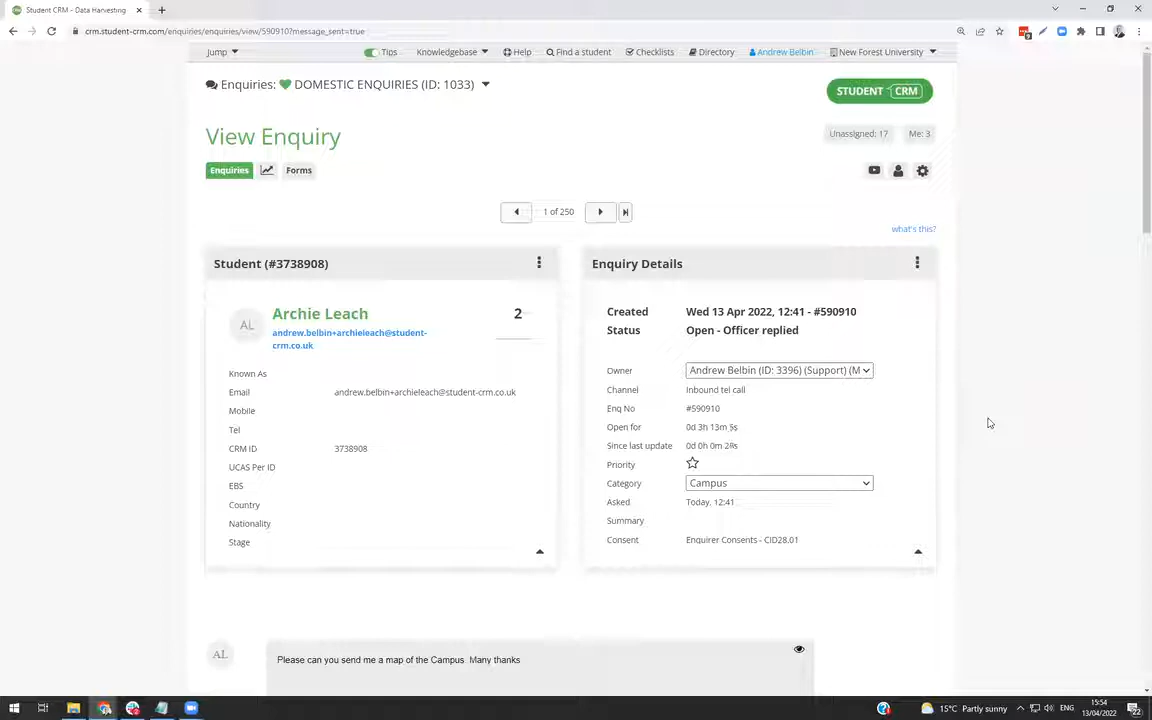 Student CRM - Data Harvesting
crm.student-crm.com/enquiries/enquiries/view/590910?message_sent=true
Jump
Tips
Knowledgebase
Help
Find a student
Checklists
Directory
Andrew Belbin
New Forest University
Enquiries: DOMESTIC ENQUIRIES (ID: 1033)
STUDENT CRM
View Enquiry
Unassigned: 17
Me: 3
Enquiries
Forms
1 of 250
what's this?
Student (#3738908)
AL
Archie Leach
2
andrew.belbin+archieleach@student-
crm.co.uk
Known As
Email andrew.belbin+archieleach@student-crm.co.uk
Mobile
Tel
CRM ID 3738908
UCAS Per ID
EBS
Country
Nationality
Stage
Enquiry Details
Created Wed 13 Apr 2022, 12:41 - #590910
Status Open - Officer replied
Owner Andrew Belbin (ID: 3396) (Support) (M
Channel Inbound tel call
Enq No #590910
Open for 0d 3h 13m
Since last update 0d 0h 0m
Priority
Category Campus
Asked Today, 12:41
Summary
Consent Enquirer Consents - CID28.01
AL
Please can you send me a map of the Campus Many thanks
15°C Partly sunny
ENG
15:54
13/04/2022
22